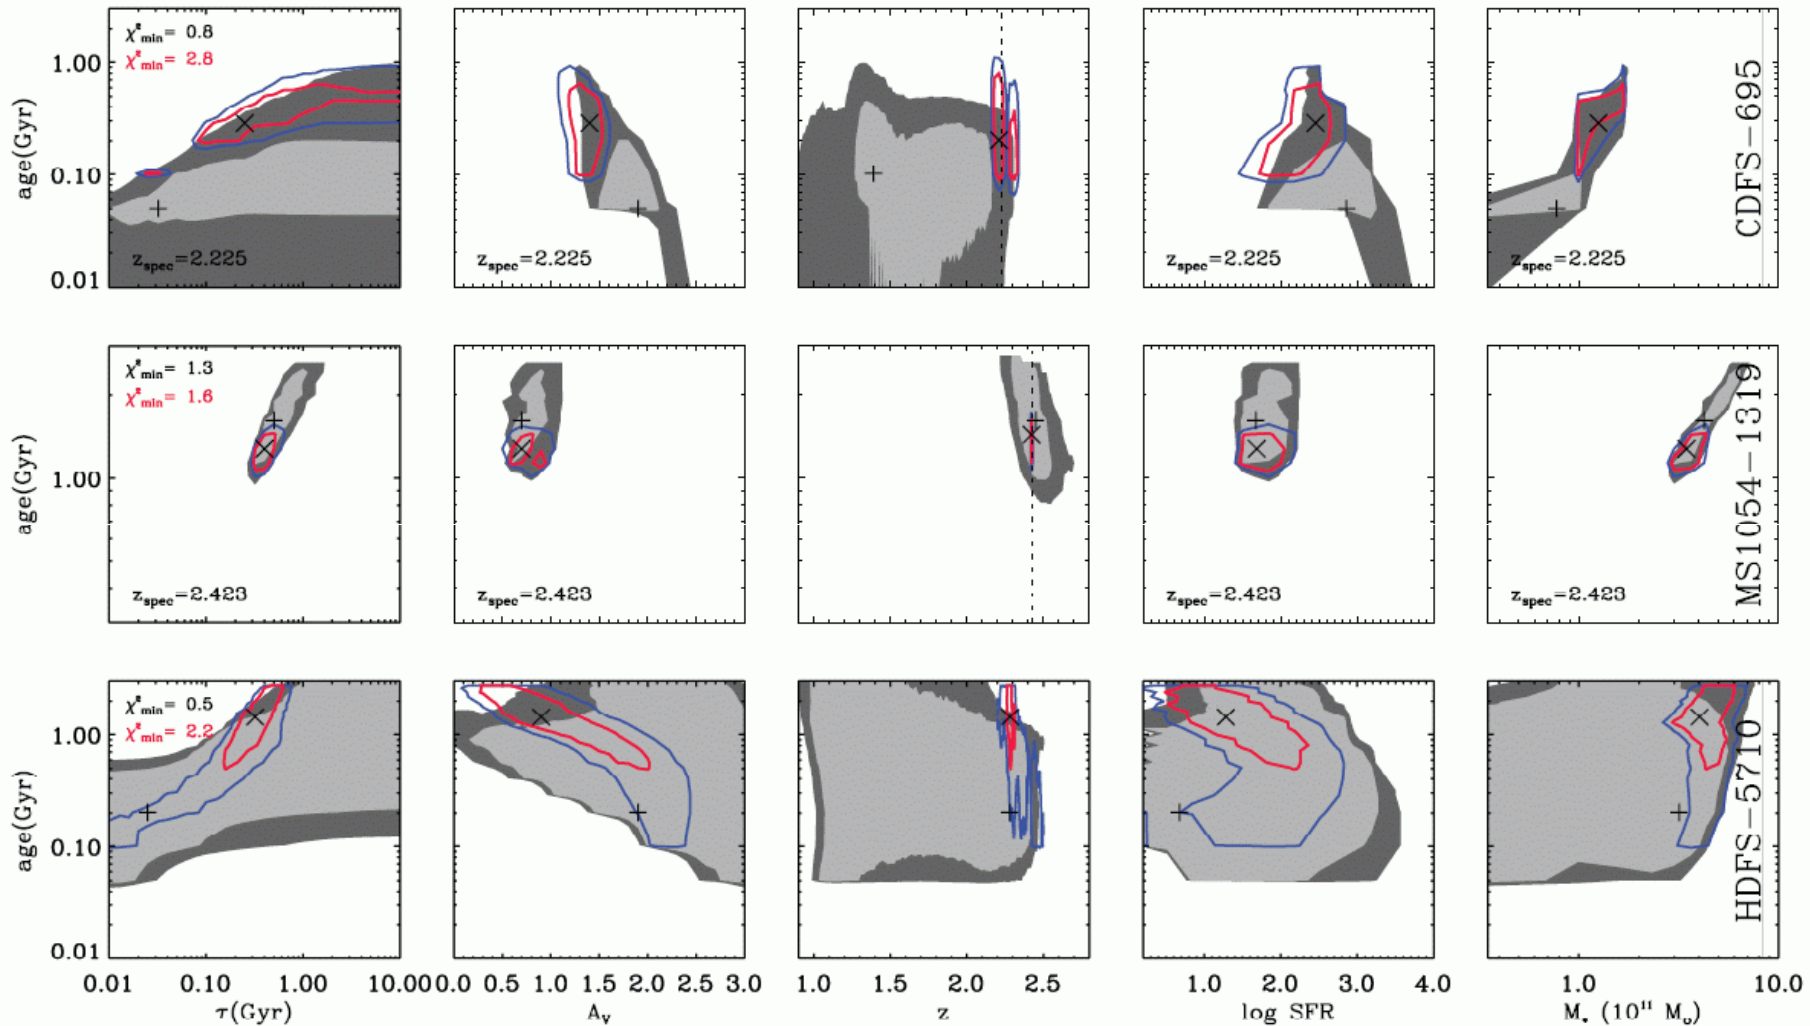 χ²min= 0.8
χ²min= 2.8
1.00
0.10
0.01
age(Gyr)
zspec=2.225
zspec=2.225
zspec=2.225
zspec=2.225
CDFS-695
χ²min= 1.3
χ²min= 1.6
1.00
age(Gyr)
zspec=2.423
zspec=2.423
zspec=2.423
zspec=2.423
MS1054-1319
χ²min= 0.5
χ²min= 2.2
1.00
0.10
0.01
age(Gyr)
HDFS-5710
0.01 0.10 1.00 10.00
0.0 0.5 1.0 1.5 2.0 2.5 3.0
1.0 1.5 2.0 2.5
1.0 2.0 3.0 4.0
1.0 10.0
τ(Gyr)
Av
z
log SFR
M* (10¹¹ M⊙)